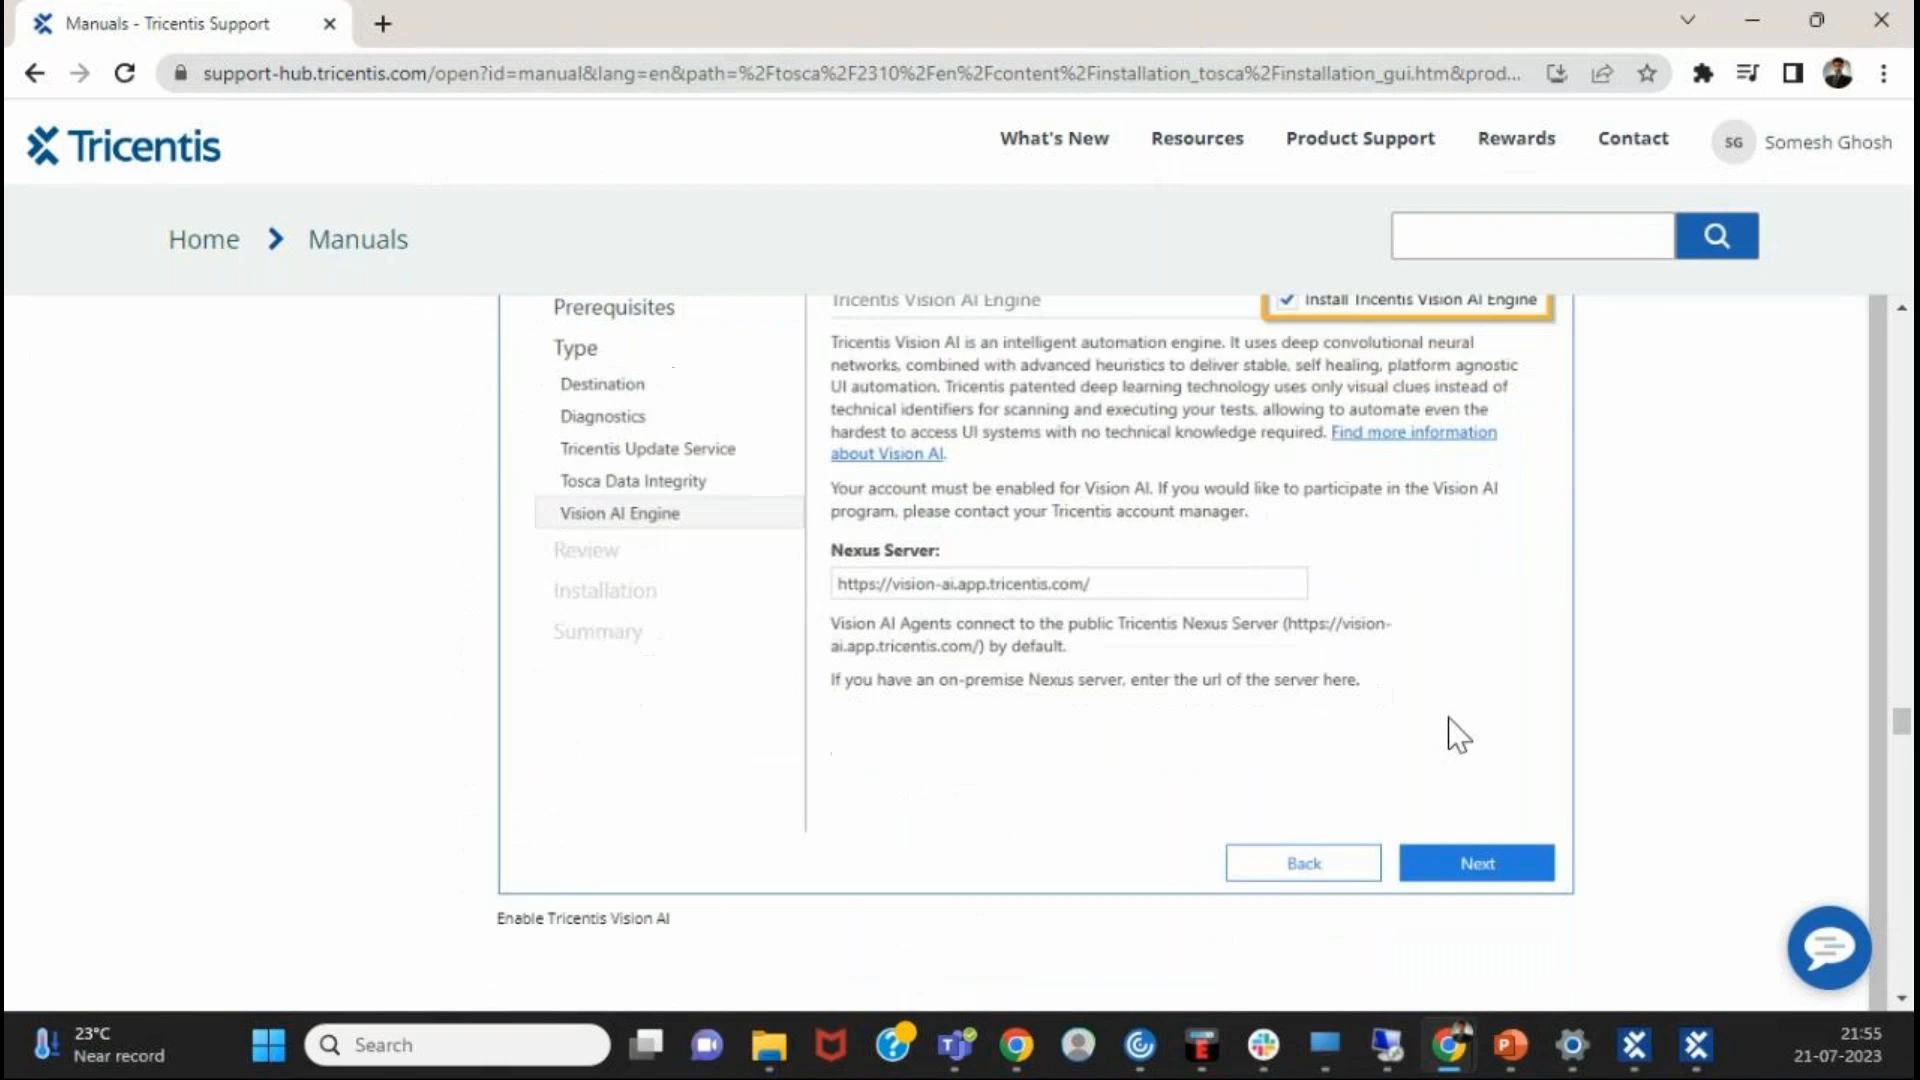 Manuals - Tricentis Support
support-hub.tricentis.com/open?id=manual&lang=en&path=%2Ftosca%2F2310%2Fen%2Fcontent%2Finstallation_tosca%2Finstallation_gui.htm&prod...
Tricentis
What's New
Resources
Product Support
Rewards
Contact
SG
Somesh Ghosh
Home
Manuals
Prerequisites
Type
Destination
Diagnostics
Tricentis Update Service
Tosca Data Integrity
Vision AI Engine
Review
Installation
Summary
Tricentis Vision AI Engine
Install Tricentis Vision AI Engine
Tricentis Vision AI is an intelligent automation engine. It uses deep convolutional neural
networks, combined with advanced heuristics to deliver stable, self healing, platform agnostic
UI automation. Tricentis patented deep learning technology uses only visual clues instead of
technical identifiers for scanning and executing your tests, allowing to automate even the
hardest to access UI systems with no technical knowledge required. Find more information
about Vision AI.
Your account must be enabled for Vision AI. If you would like to participate in the Vision AI
program, please contact your Tricentis account manager.
Nexus Server:
https://vision-ai.app.tricentis.com/
Vision AI Agents connect to the public Tricentis Nexus Server (https://vision-
ai.app.tricentis.com/) by default.
If you have an on-premise Nexus server, enter the url of the server here.
Back
Next
Enable Tricentis Vision AI
23°C
Near record
Search
21:55
21-07-2023